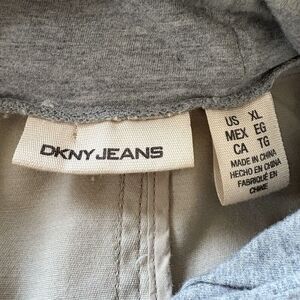 DKNY JEANS
US XL
MEX EG
CA TG
MADE IN CHINA
HECHO EN CHINA
FABRIQUÉ EN
CHINE